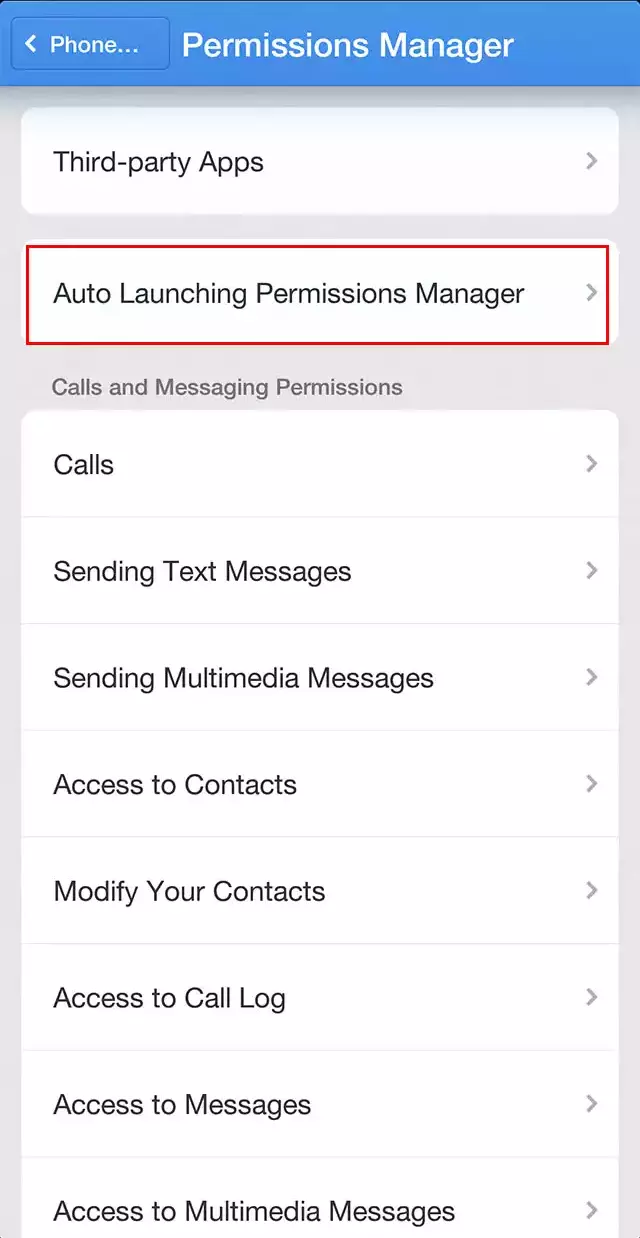 Phone...
Permissions Manager
Third-party Apps
Auto Launching Permissions Manager
Calls and Messaging Permissions
Calls
Sending Text Messages
Sending Multimedia Messages
Access to Contacts
Modify Your Contacts
Access to Call Log
Access to Messages
Access to Multimedia Messages